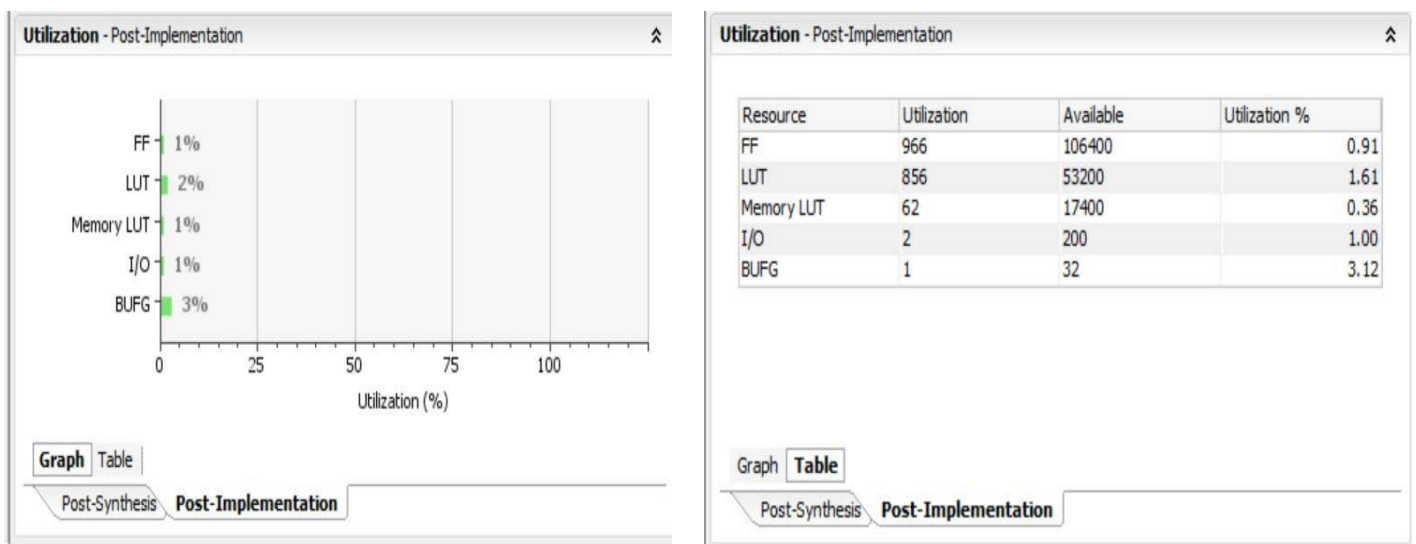 Utilization - Post-Implementation
FF 1%
LUT 2%
Memory LUT 1%
I/O 1%
BUFG 3%
0 25 50 75 100
Utilization (%)
Graph Table
Post-Synthesis Post-Implementation
Utilization - Post-Implementation
Resource Utilization Available Utilization %
FF 966 106400 0.91
LUT 856 53200 1.61
Memory LUT 62 17400 0.36
I/O 2 200 1.00
BUFG 1 32 3.12
Graph Table
Post-Synthesis Post-Implementation